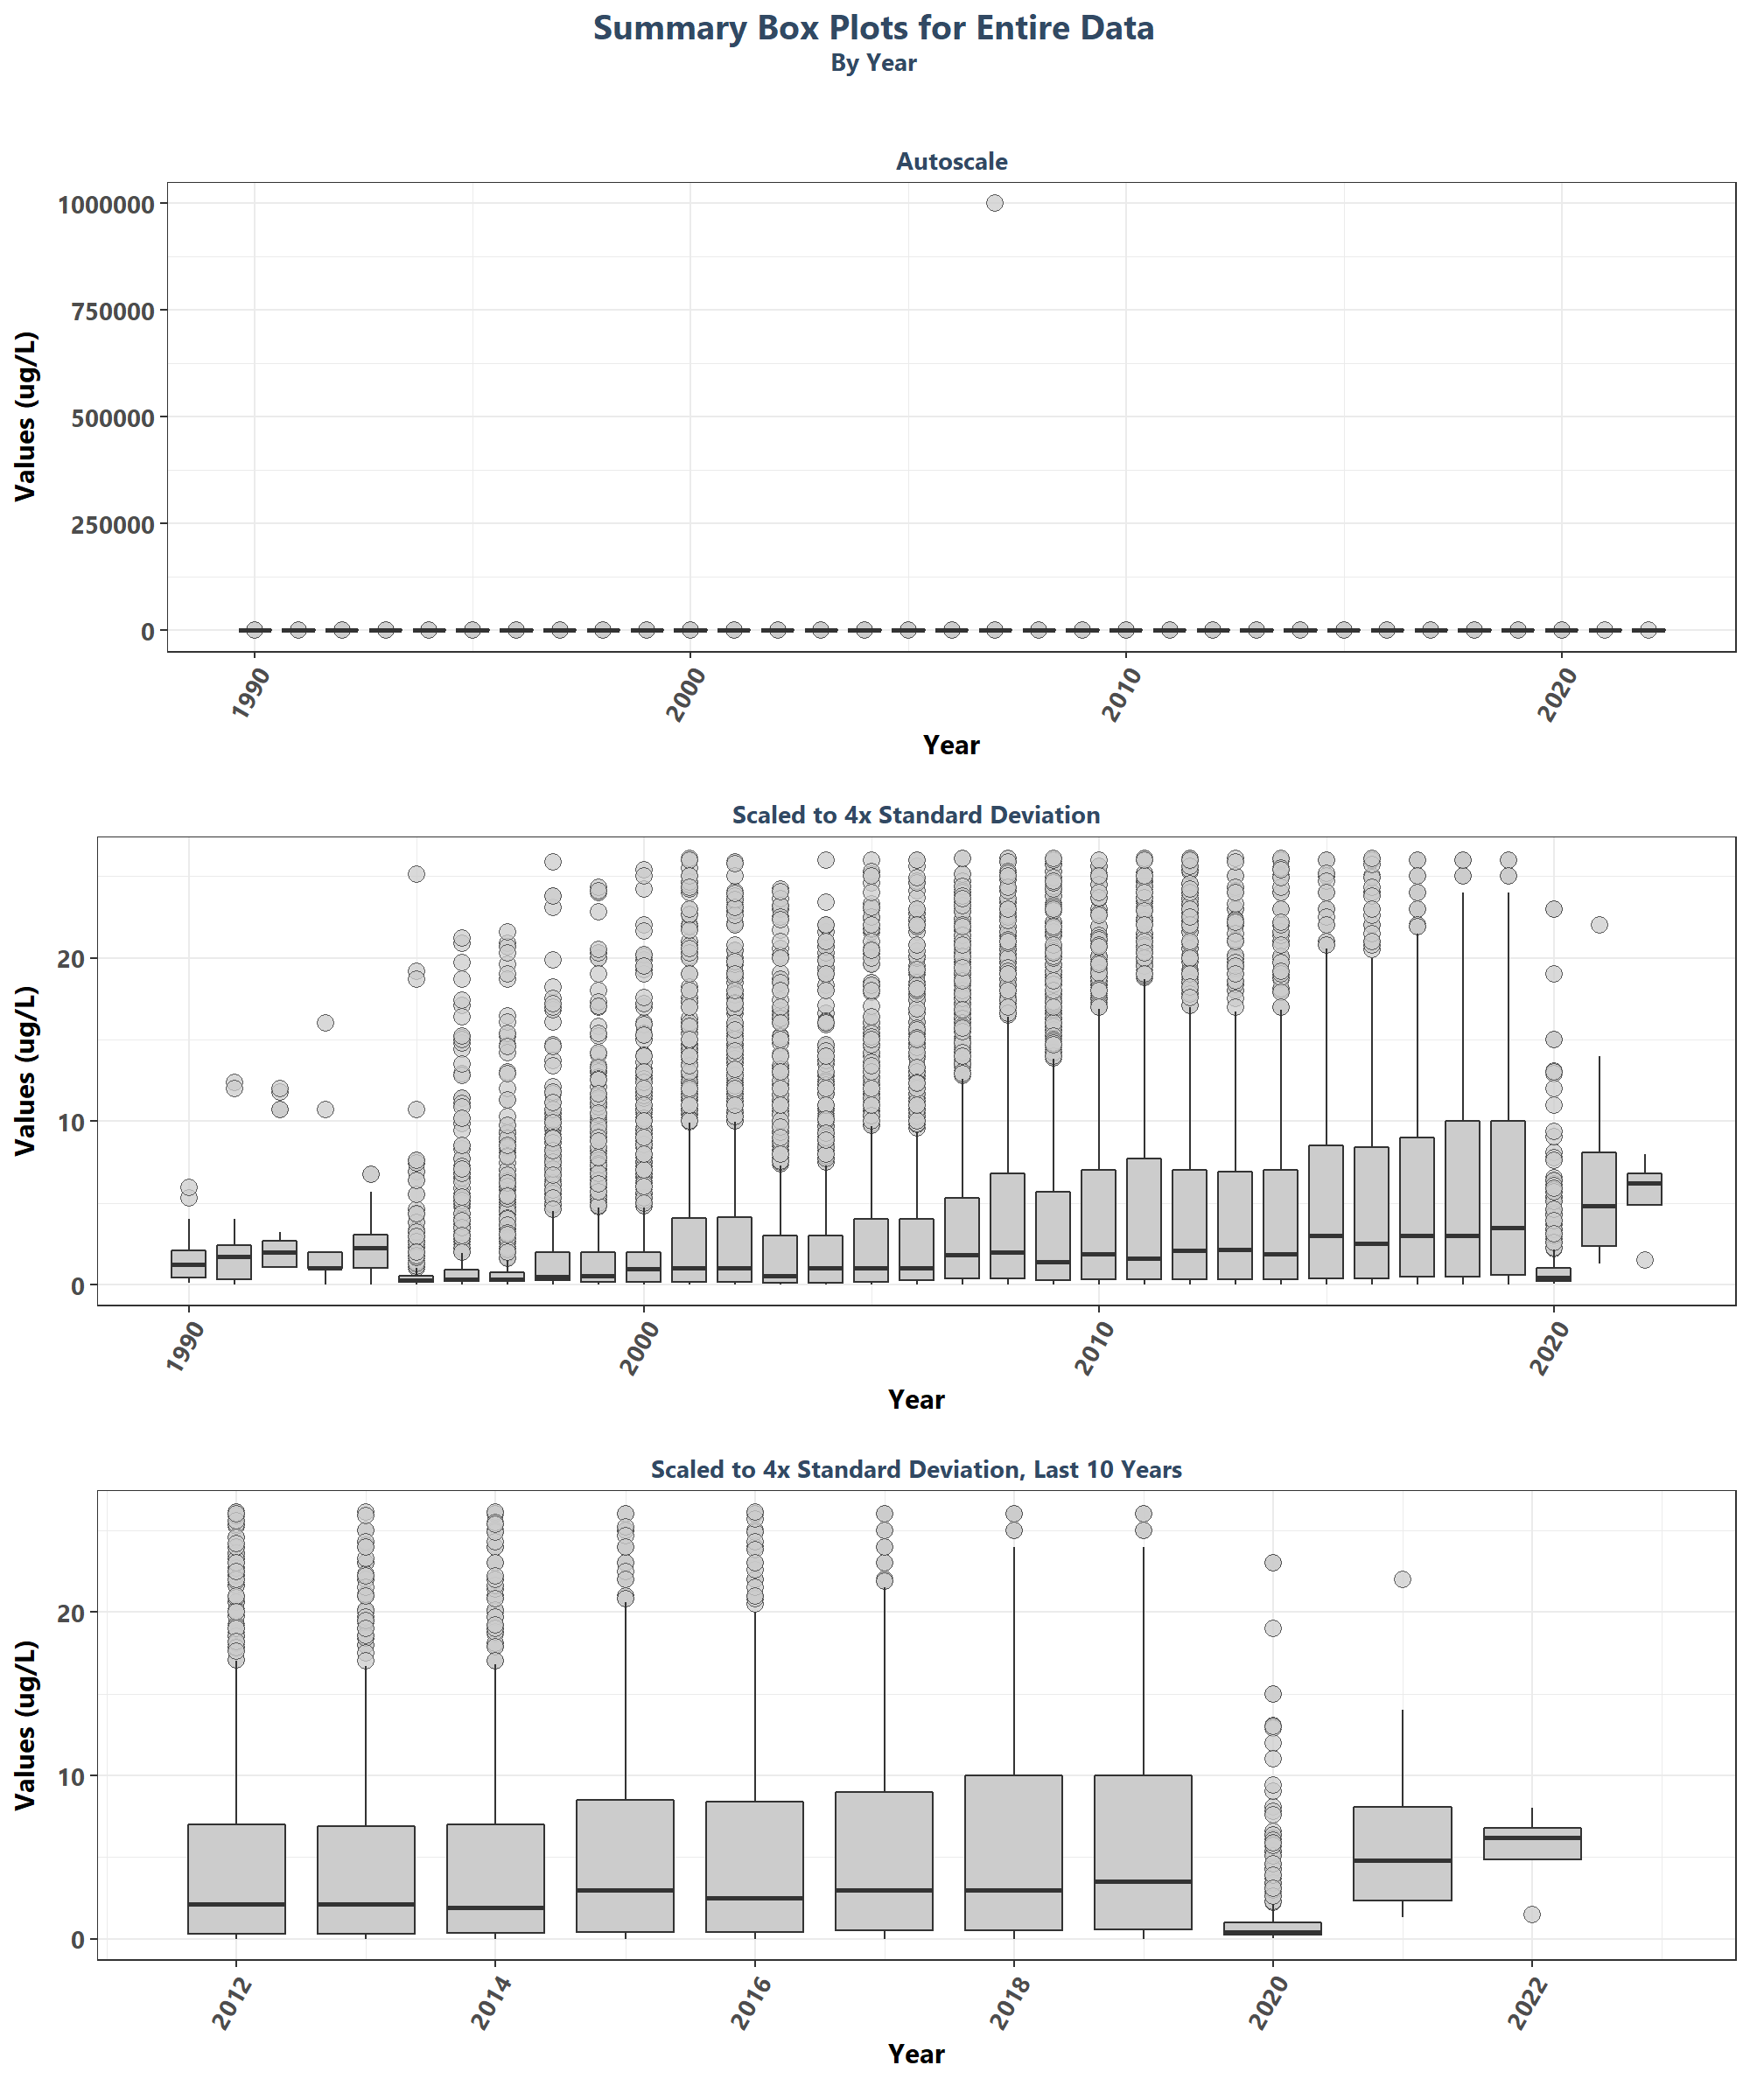 Summary Box Plots for Entire Data
By Year
Autoscale
1000000
750000
500000
250000
0
Values (ug/L)
1990
2000
2010
2020
Year
Scaled to 4x Standard Deviation
20
10
0
Values (ug/L)
1990
2000
2010
2020
Year
Scaled to 4x Standard Deviation, Last 10 Years
20
10
0
Values (ug/L)
2012
2014
2016
2018
2020
2022
Year